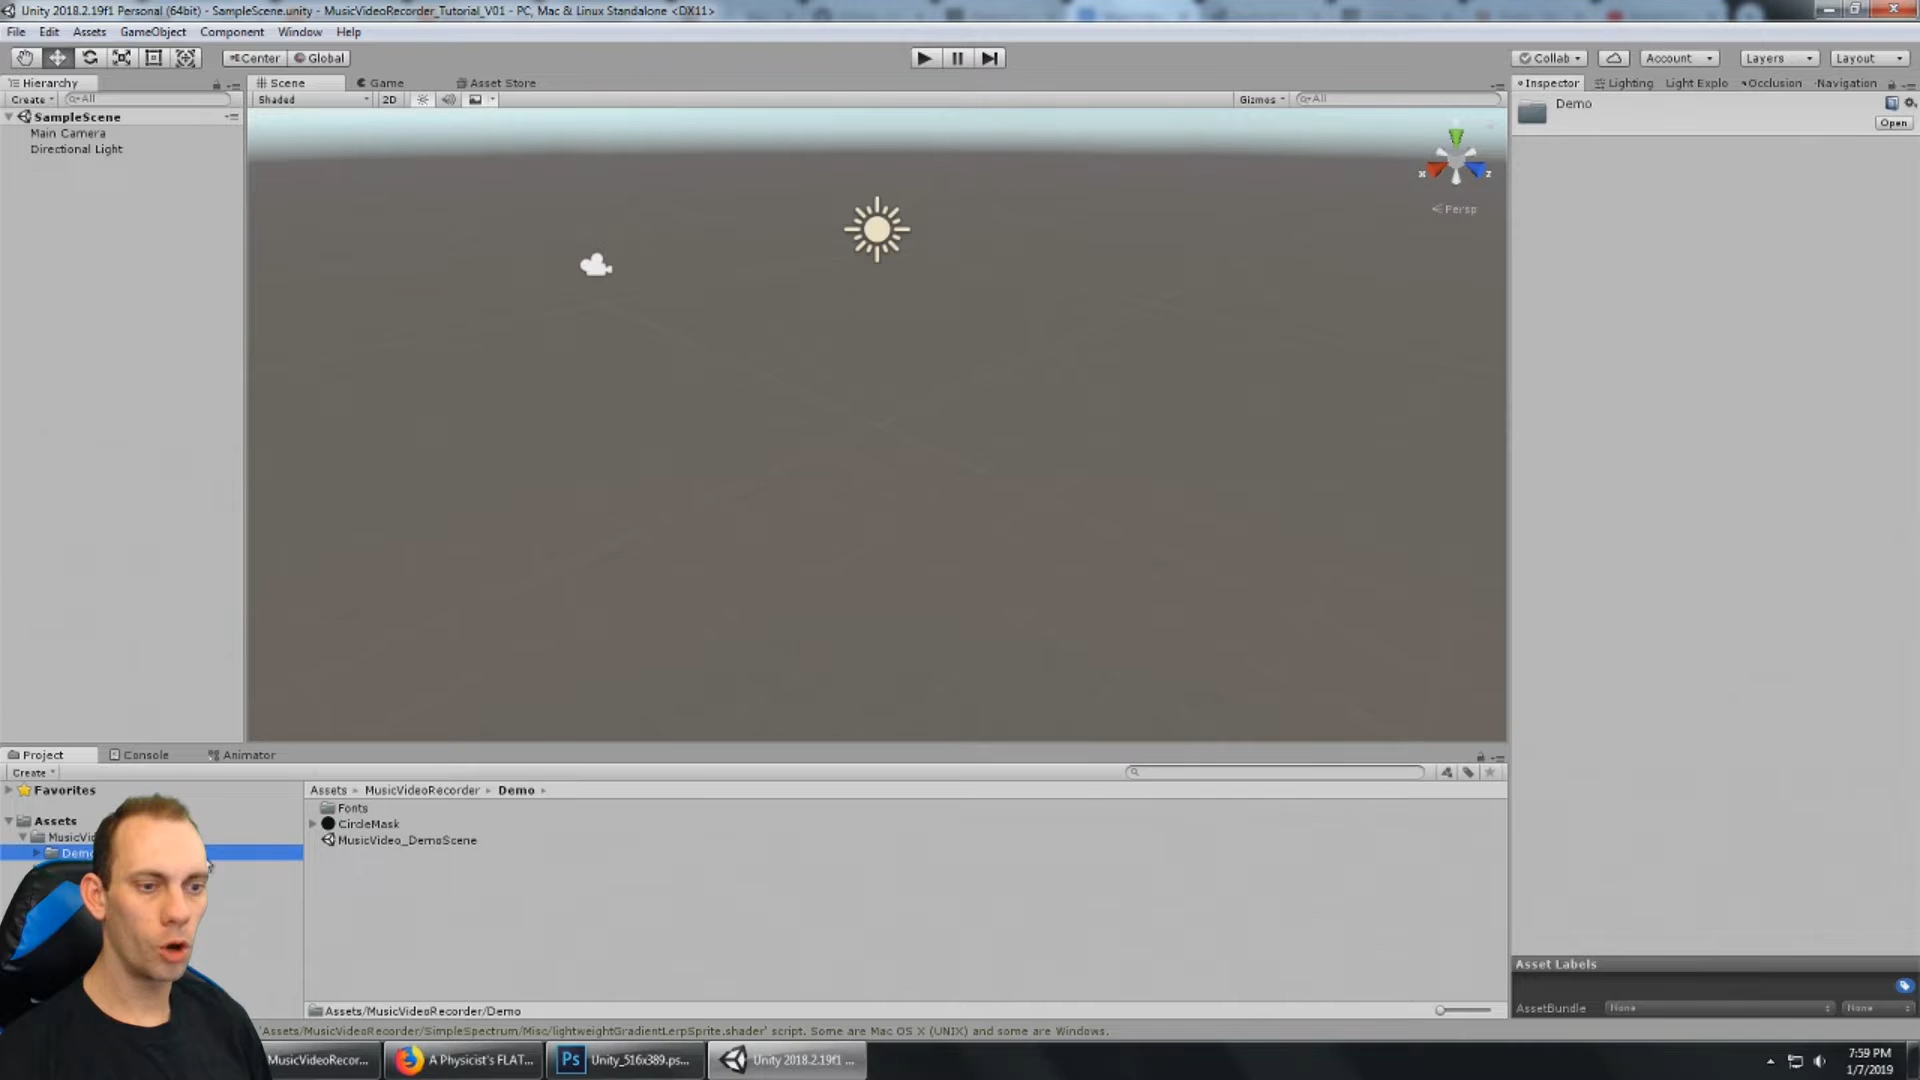 Unity 2018.2.19f1 Personal (64bit) - SampleScene.unity - MusicVideoRecorder_Tutorial_V01 - PC, Mac & Linux Standalone <DX11>
File Edit Assets GameObject Component Window Help
Center Global Collab Account Layers Layout
Hierarchy Scene Game Asset Store Inspector Lighting Light Explo Occlusion Navigation
Create All Shaded 2D Gizmos All Demo
SampleScene Open
Main Camera
Directional Light
x z
Persp
Project Console Animator
Create
Favorites Assets MusicVideoRecorder Demo
Fonts
Assets CircleMask
MusicVid MusicVideo_DemoScene
Demo
Asset Labels
Assets/MusicVideoRecorder/Demo AssetBundle None None
'Assets/MusicVideoRecorder/SimpleSpectrum/Misc/lightweightGradientLerpSprite.shader' script. Some are Mac OS X (UNIX) and some are Windows.
MusicVideoRecor... A Physicist's FLAT... Ps Unity_516x389.ps... Unity 2018.2.19f1 ... 7:59 PM
1/7/2019